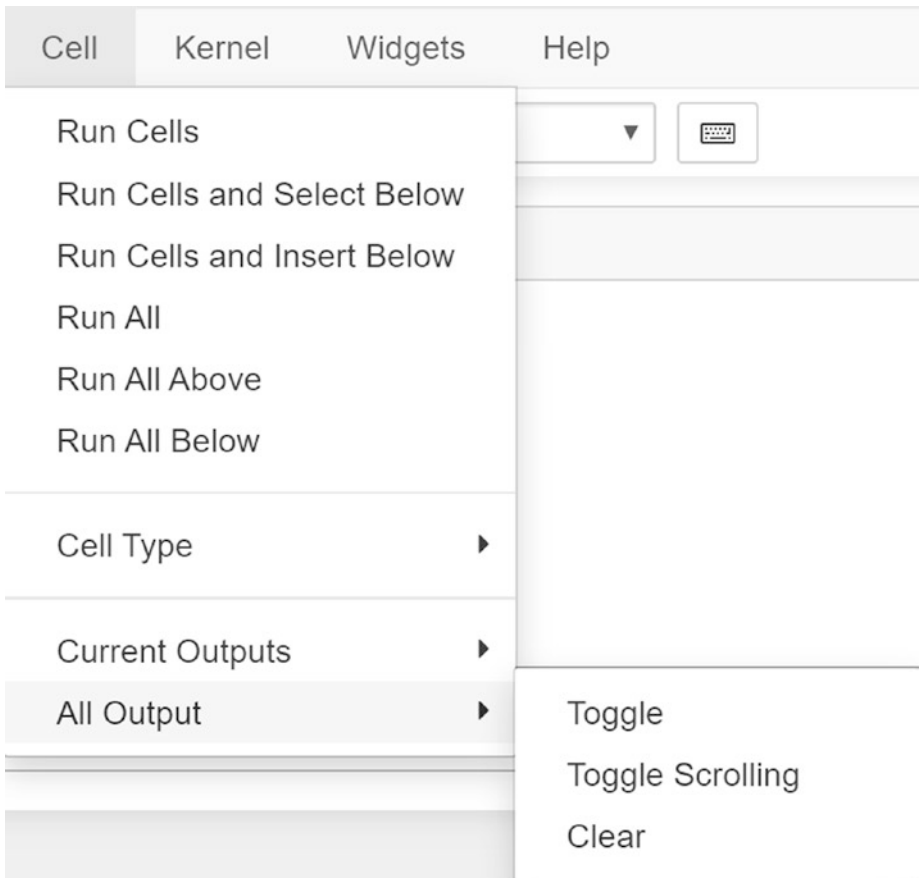 Cell Kernel Widgets Help
Run Cells
Run Cells and Select Below
Run Cells and Insert Below
Run All
Run All Above
Run All Below
Cell Type
Current Outputs
All Output
Toggle
Toggle Scrolling
Clear